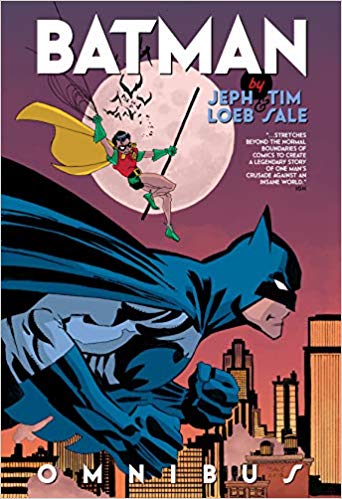 BATMAN
by
JEPH & TIM
LOEB SALE
"...STRETCHES
BEYOND THE NORMAL
BOUNDARIES OF
COMICS TO CREATE
A LEGENDARY STORY
OF ONE MAN'S
CRUSADE AGAINST AN
INSANE WORLD."
IGN
OMNIBUS